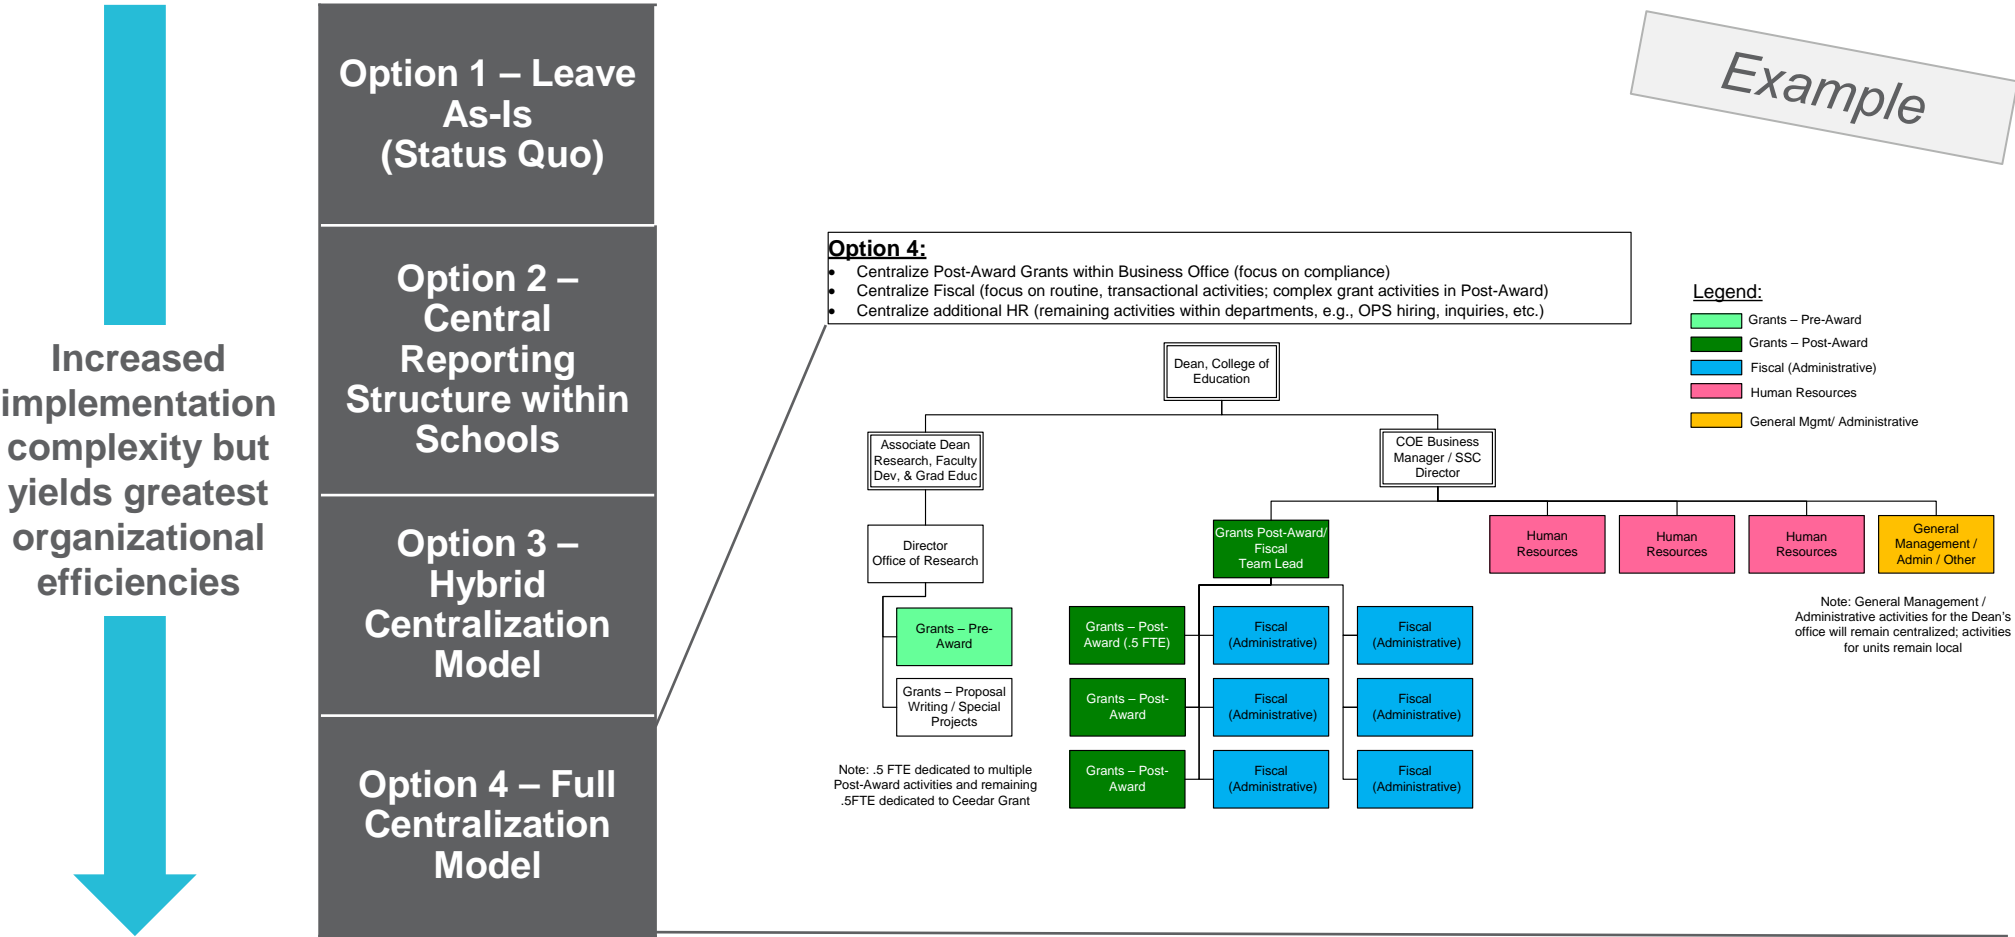 Increased
implementation
complexity but
yields greatest
organizational
efficiencies
Option 1 – Leave
As-Is
(Status Quo)
Option 2 –
Central
Reporting
Structure within
Schools
Option 3 –
Hybrid
Centralization
Model
Option 4 – Full
Centralization
Model
Example
Option 4:
• Centralize Post-Award Grants within Business Office (focus on compliance)
• Centralize Fiscal (focus on routine, transactional activities; complex grant activities in Post-Award)
• Centralize additional HR (remaining activities within departments, e.g., OPS hiring, inquiries, etc.)
Legend:
Grants – Pre-Award
Grants – Post-Award
Fiscal (Administrative)
Human Resources
General Mgmt/ Administrative
Dean, College of
Education
Associate Dean
Research, Faculty
Dev, & Grad Educ
COE Business
Manager / SSC
Director
Director
Office of Research
Grants Post-Award/
Fiscal
Team Lead
Human
Resources
Human
Resources
Human
Resources
General
Management /
Admin / Other
Note: General Management /
Administrative activities for the Dean's
office will remain centralized; activities
for units remain local
Grants – Pre-
Award
Grants – Proposal
Writing / Special
Projects
Note: .5 FTE dedicated to multiple
Post-Award activities and remaining
.5FTE dedicated to Ceedar Grant
Grants – Post-
Award (.5 FTE)
Fiscal
(Administrative)
Fiscal
(Administrative)
Grants – Post-
Award
Fiscal
(Administrative)
Fiscal
(Administrative)
Grants – Post-
Award
Fiscal
(Administrative)
Fiscal
(Administrative)